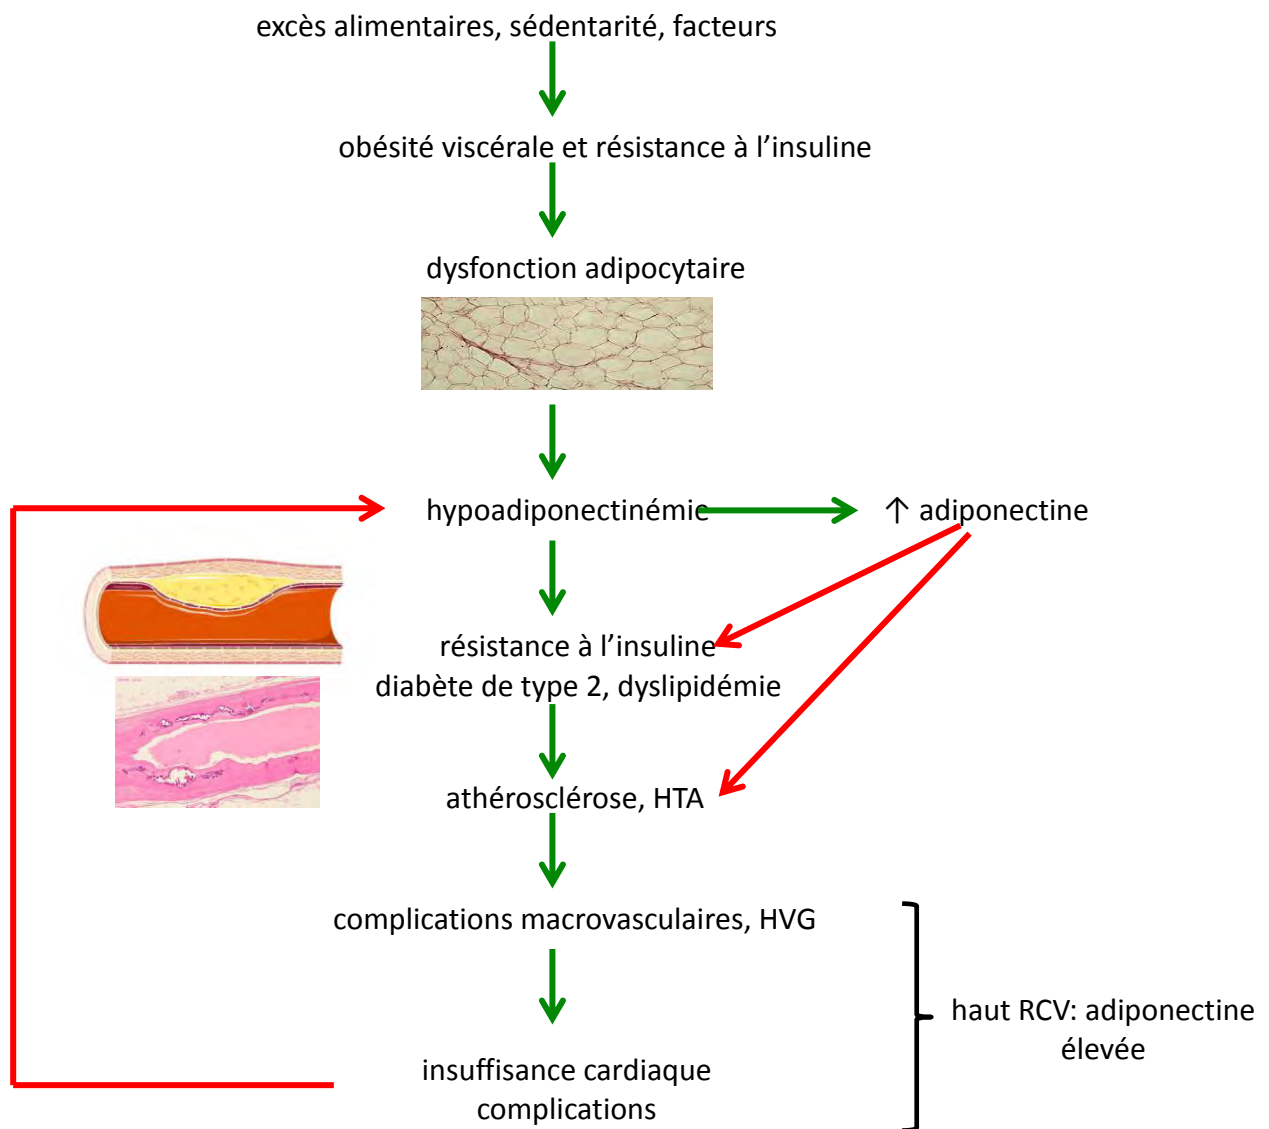 excès alimentaires, sédentarité, facteurs
obésité viscérale et résistance à l’insuline
dysfonction adipocytaire
hypoadiponectinémie
↑ adiponectine
résistance à l’insuline
diabète de type 2, dyslipidémie
athérosclérose, HTA
complications macrovasculaires, HVG
haut RCV: adiponectine
élevée
insuffisance cardiaque
complications